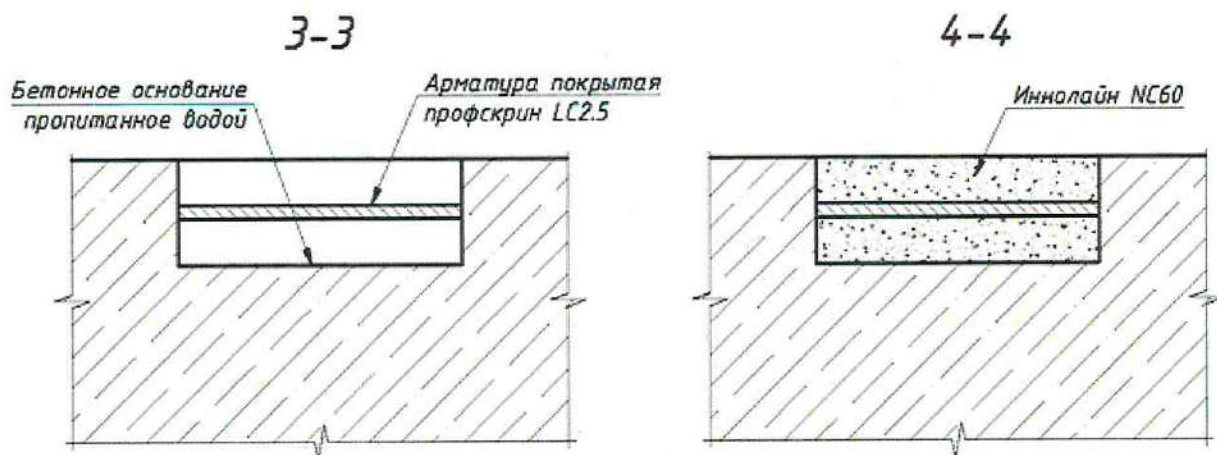 3-3
Бетонное основание
пропитанное водой
Арматура покрытая
профскрин LC2.5
4-4
Иннолайн NC60